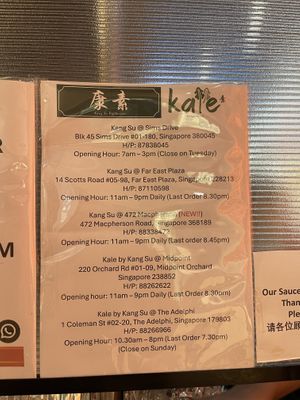 康素
kale
Kang Su @ Sims Drive
Blk 45 Sims Drive #01-180, Singapore 380045
H/P: 87838045
Opening Hour: 7am – 3pm (Close on Tuesday)
Kang Su @ Far East Plaza
14 Scotts Road #05-98, Far East Plaza, Singapore 228213
H/P: 87110598
Opening Hour: 11am – 9pm Daily (Last Order 8.30pm)
Kang Su @ 472 Macpherson (NEW!!)
472 Macpherson Road, Singapore 368189
H/P: 88338473
Opening hour: 11am – 9pm Daily (Last order 8.45pm)
Kale by Kang Su @ Midpoint
220 Orchard Rd #01-09, Midpoint Orchard
Singapore 238852
H/P: 88262622
Opening hour: 11am – 9pm Daily (Last Order 8.30pm)
Kale by Kang Su @ The Adelphi
1 Coleman St #02-20, The Adelphi, Singapore 179803
H/P: 88266966
Opening Hour: 10.30am – 8pm (Last Order 7.30pm)
(Close on Sunday)
R
M
Our Sauce
Than
Ple
请各位顾